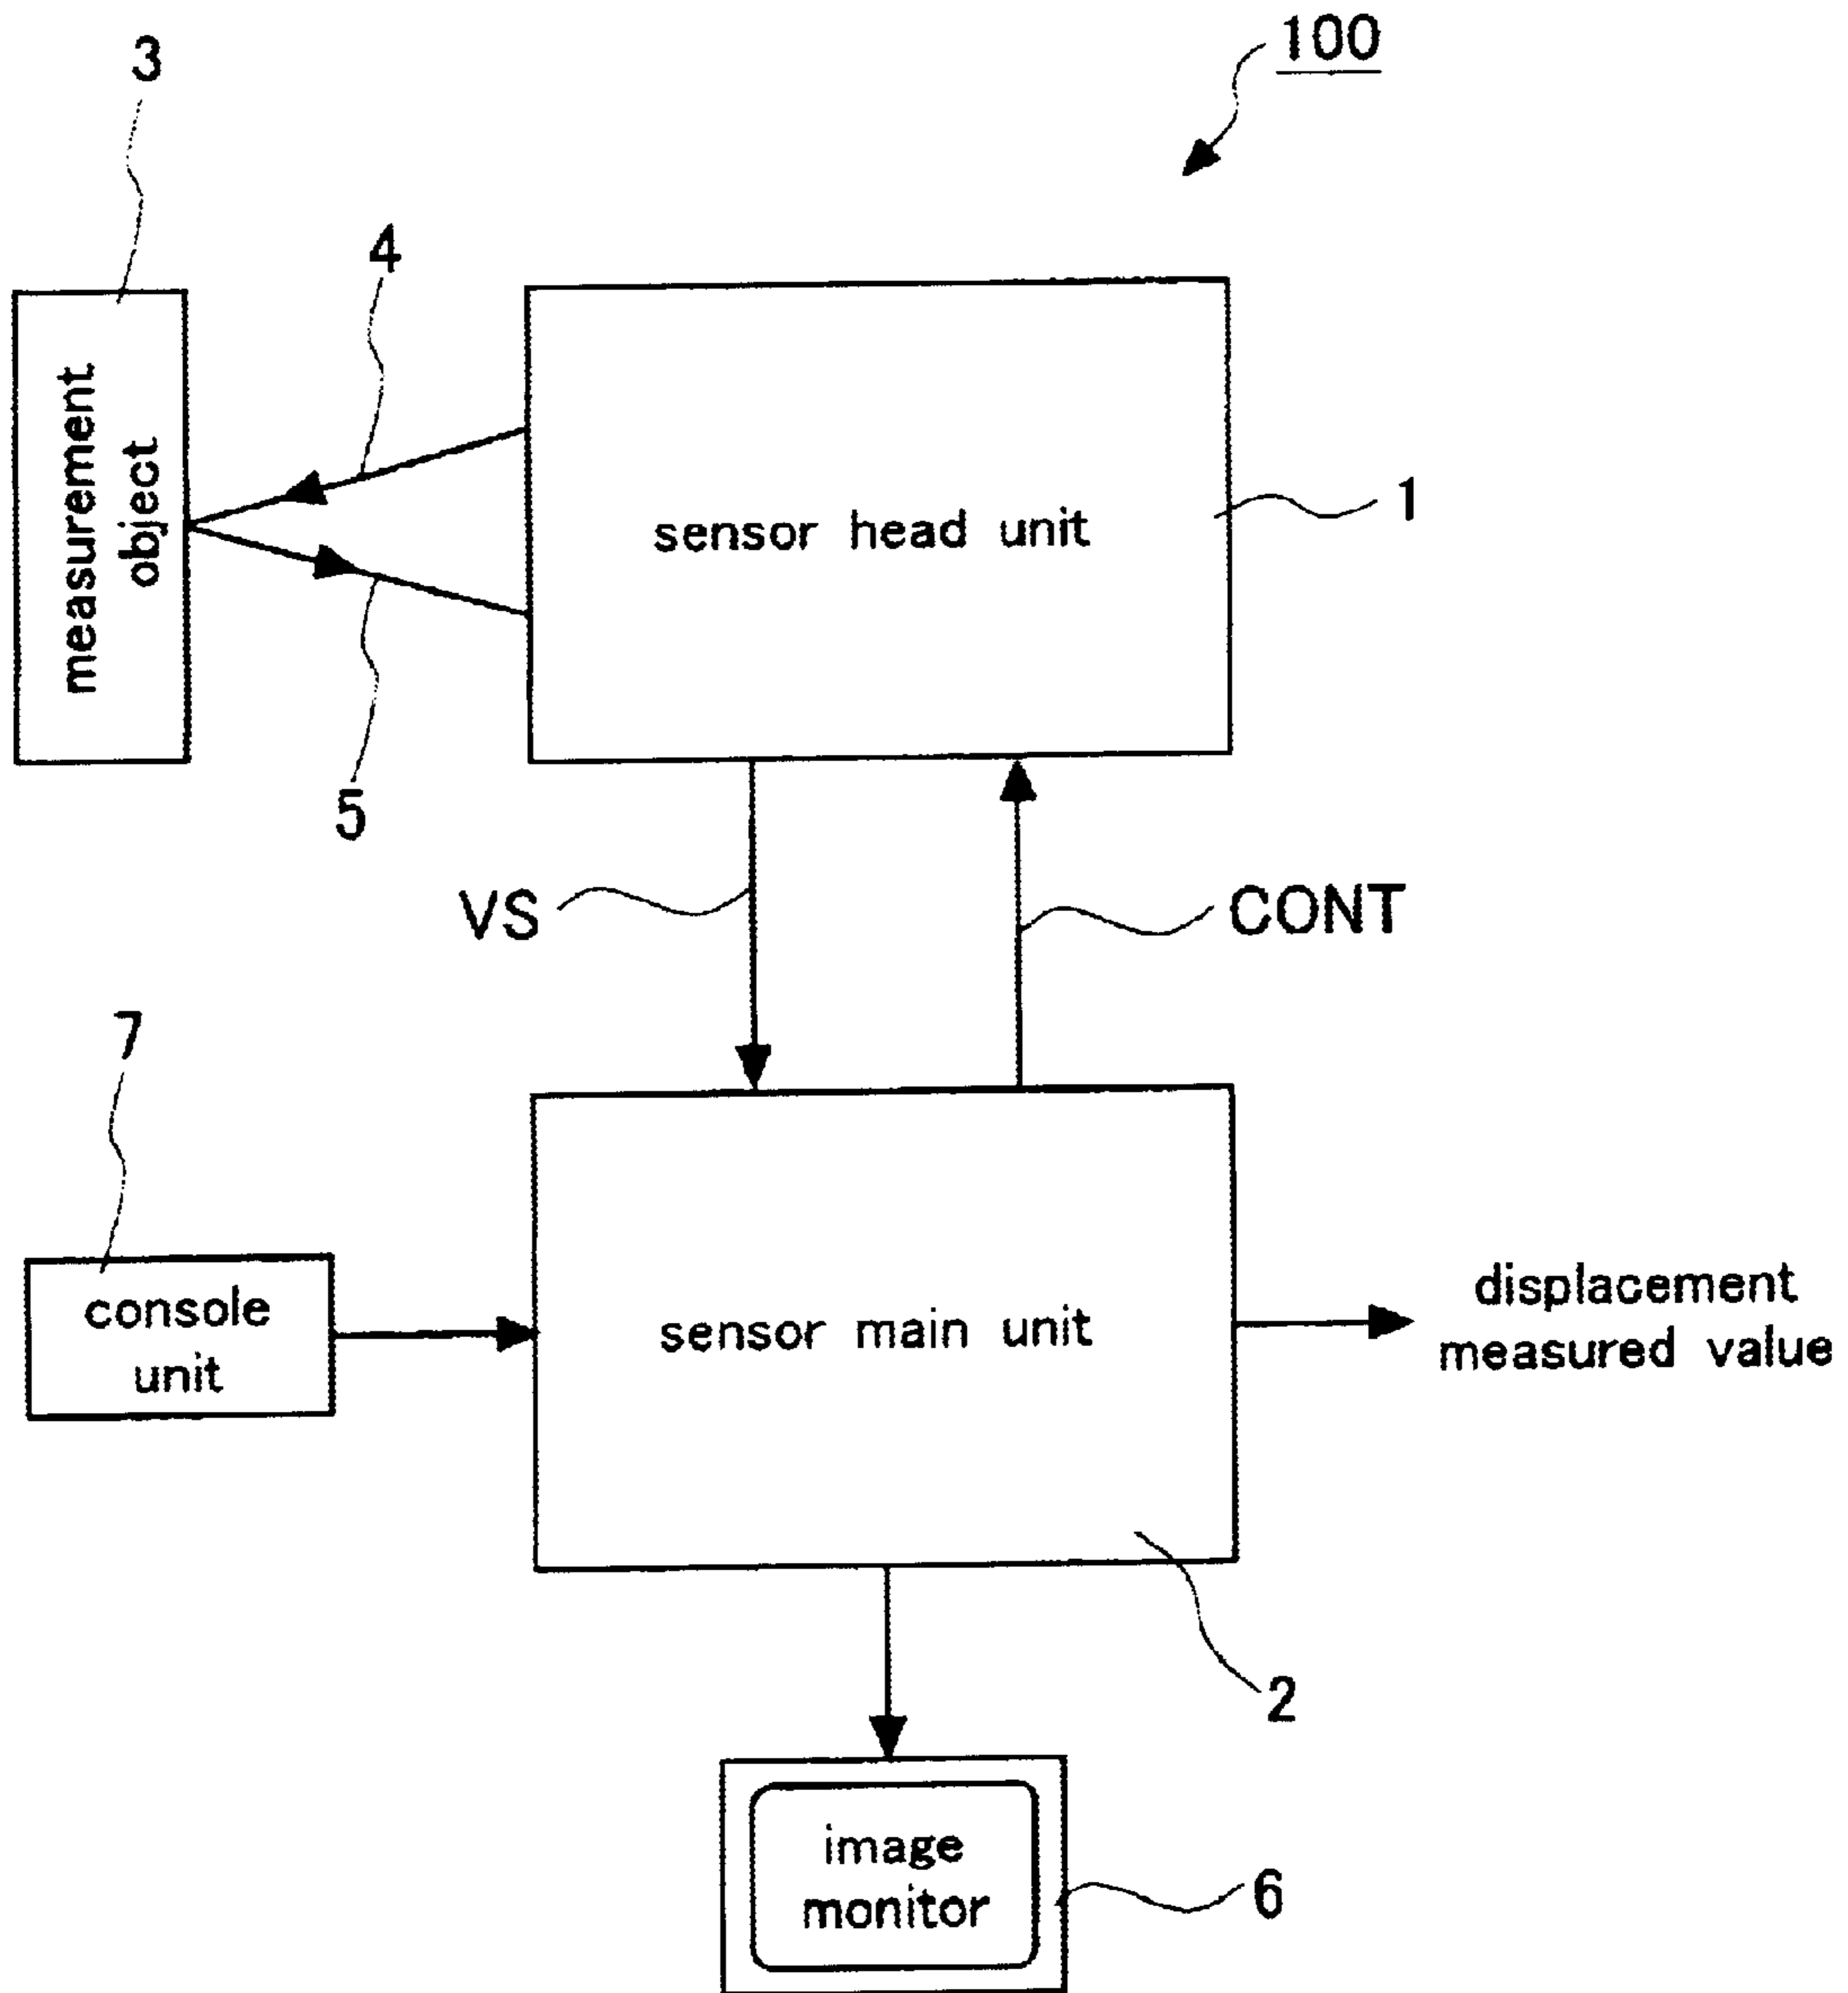 100
3
4
measurement
object
sensor head unit
1
5
VS
CONT
7
console
unit
sensor main unit
displacement
measured value
2
image
monitor
6